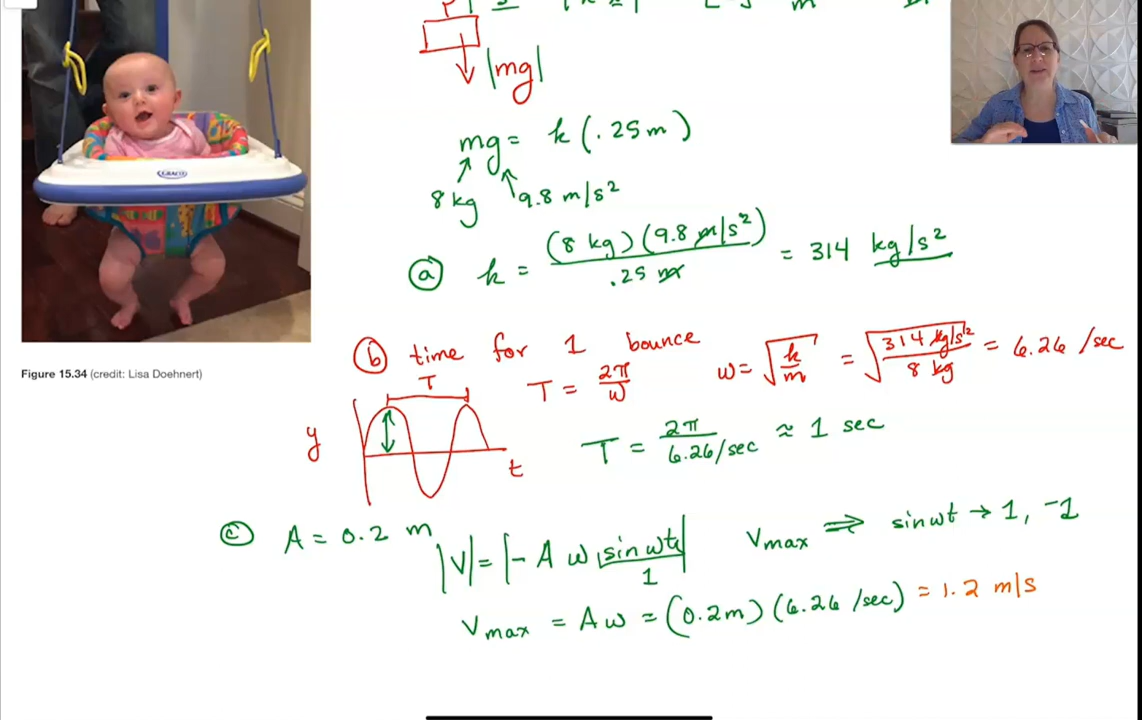 |mg|
mg = k (.25 m)
8 kg
9.8 m/s²
GRACO
ⓐ k = (8 kg) (9.8 m/s²) / .25 m = 314 kg/s²
ⓑ time for 1 bounce
T = 2π / ω
ω = √(k/m) = √(314 kg/s² / 8 kg) = 6.26 /sec
Figure 15.34 (credit: Lisa Doehnert)
T
y
t
T = 2π / 6.26/sec ≈ 1 sec
ⓒ A = 0.2 m
|V| = |- A ω sin ωt|
1
Vmax ⟹ sin ωt → 1, -1
Vmax = A ω = (0.2m) (6.26 /sec) = 1.2 m/s